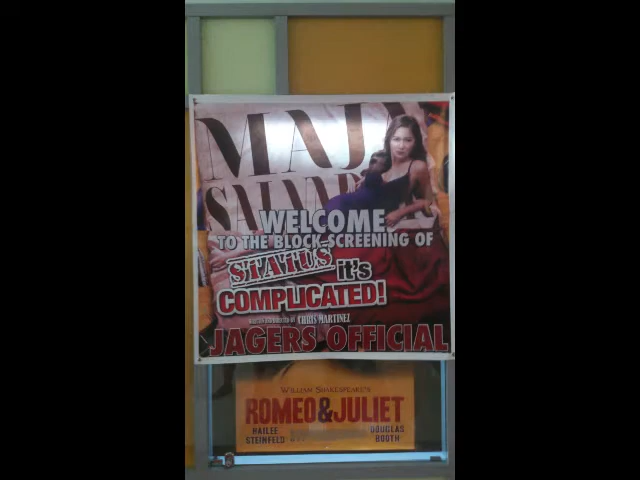 MAJA
SALVADOR
WELCOME
TO THE BLOCK SCREENING OF
STATUS it's
COMPLICATED!
CHRIS MARTINEZ
JAGERS OFFICIAL
WILLIAM SHAKESPEARE'S
ROMEO & JULIET
HAILEE DOUGLAS
STEINFELD BOOTH